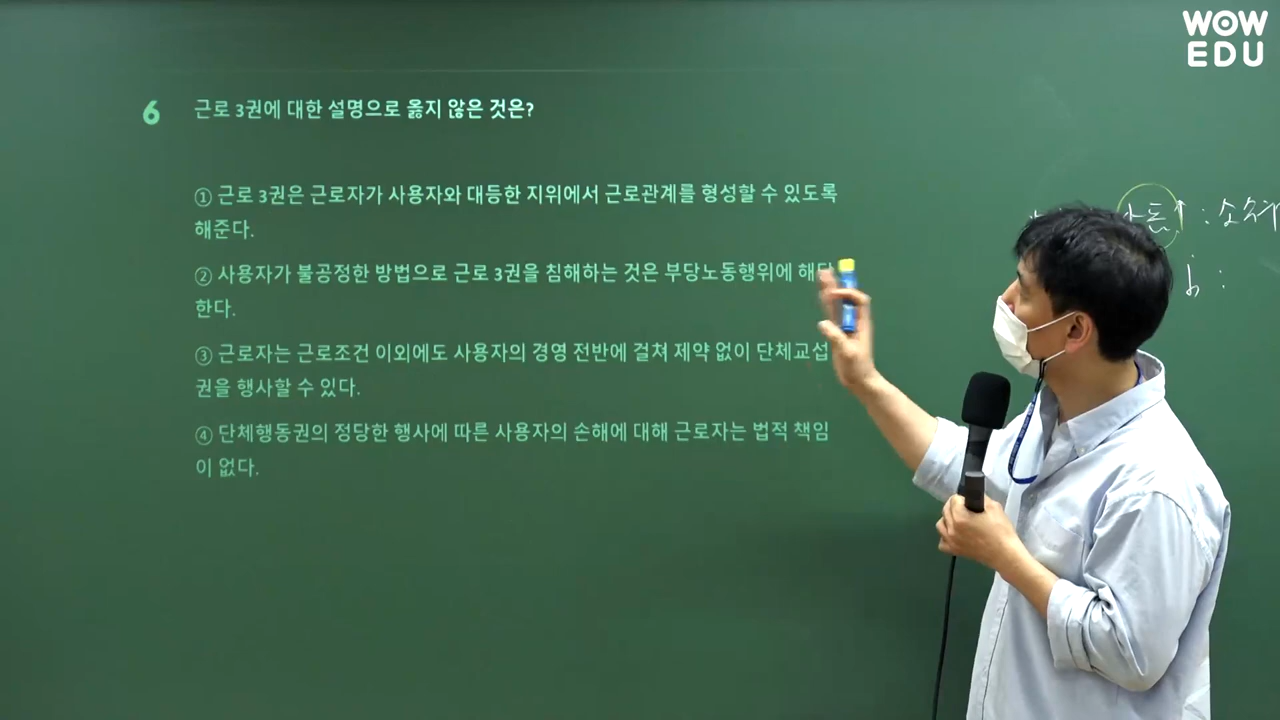 WOW
EDU
6 근로 3권에 대한 설명으로 옳지 않은 것은?
① 근로 3권은 근로자가 사용자와 대등한 지위에서 근로관계를 형성할 수 있도록
해준다.
② 사용자가 불공정한 방법으로 근로 3권을 침해하는 것은 부당노동행위에 해당
한다.
③ 근로자는 근로조건 이외에도 사용자의 경영 전반에 걸쳐 제약 없이 단체교섭
권을 행사할 수 있다.
④ 단체행동권의 정당한 행사에 따른 사용자의 손해에 대해 근로자는 법적 책임
이 없다.